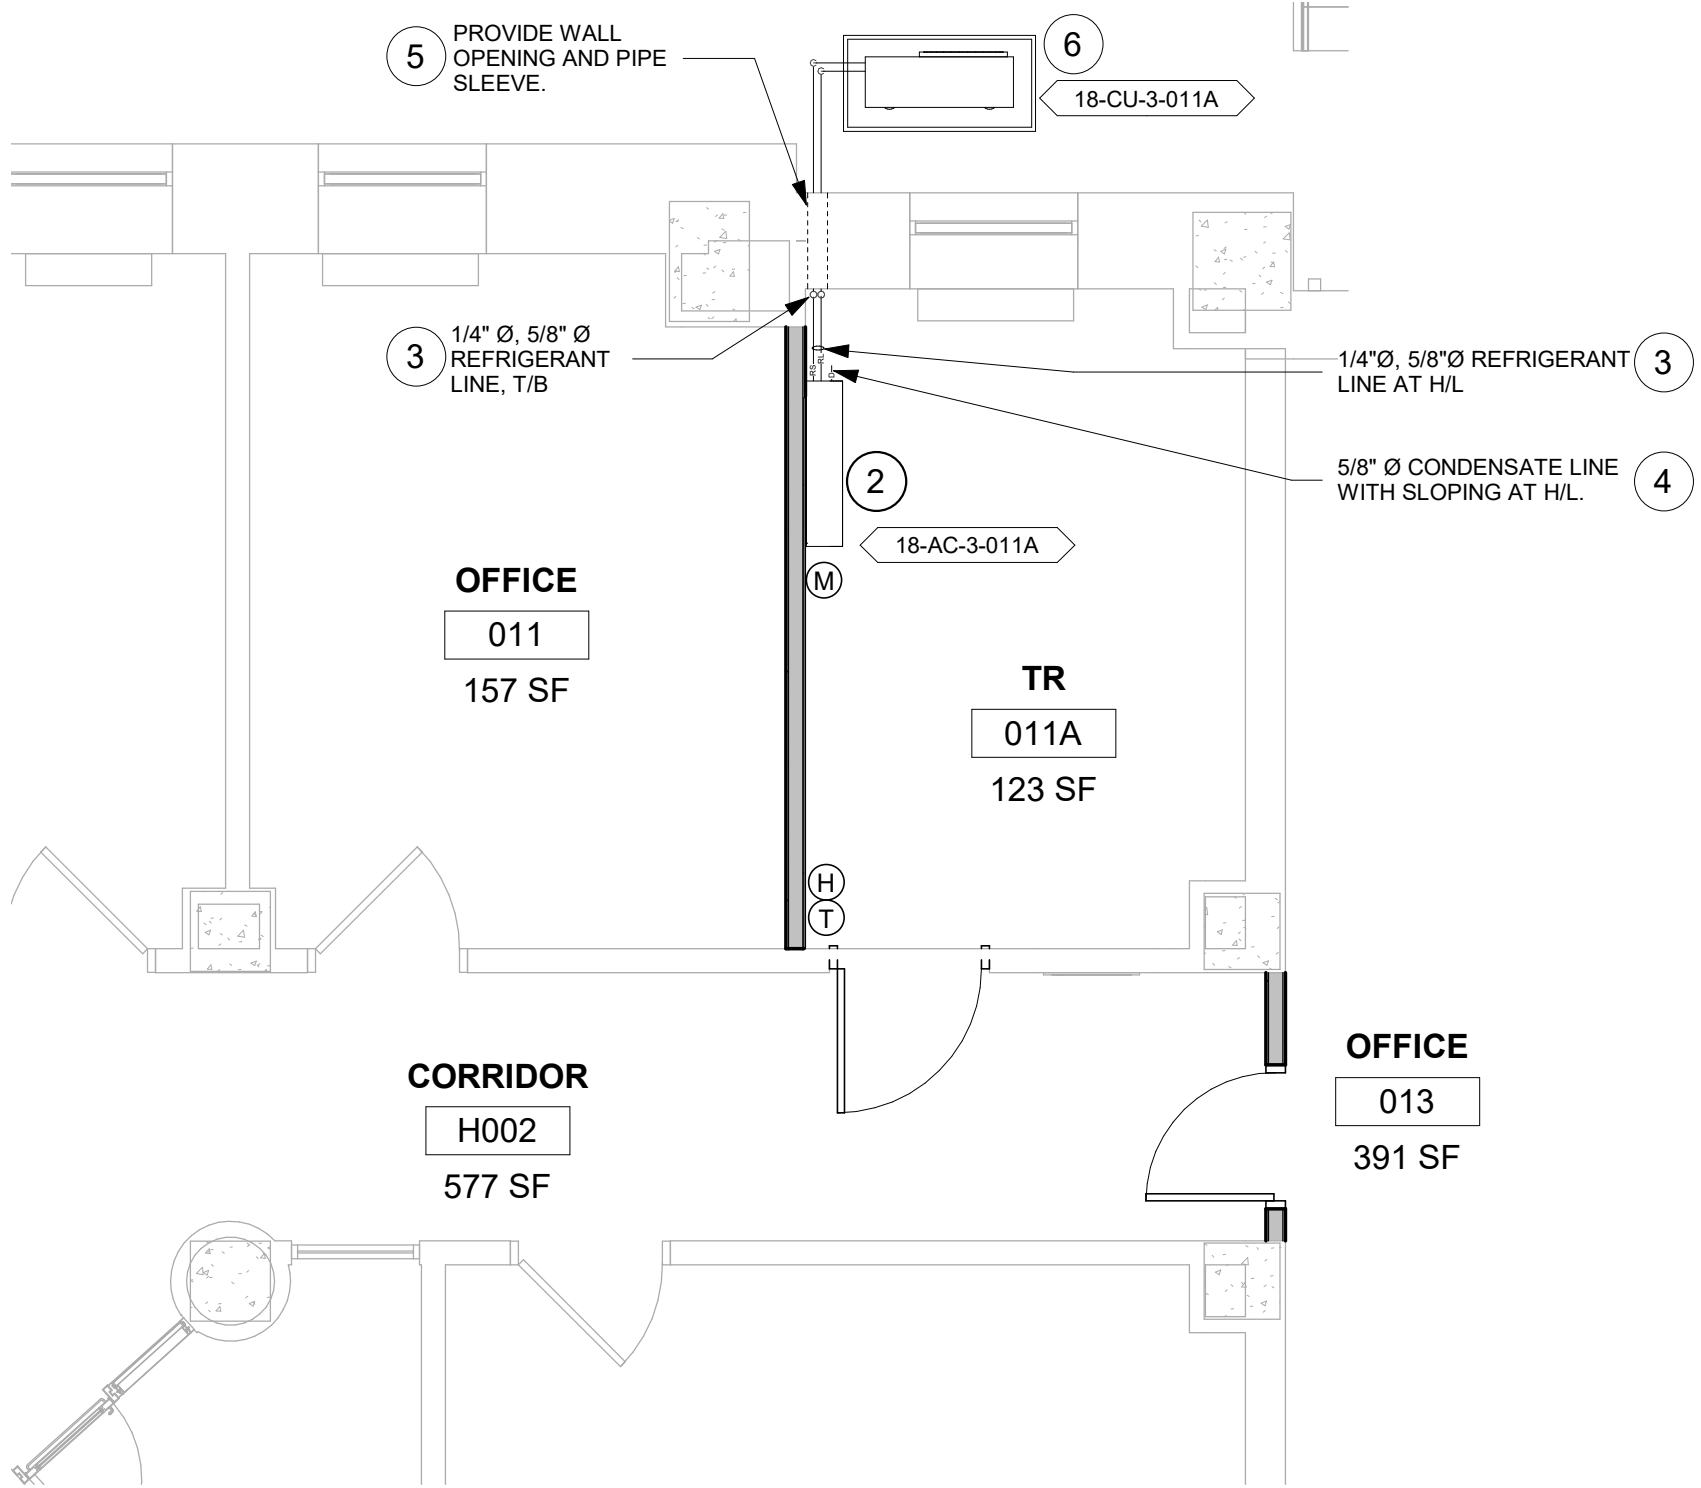 5
PROVIDE WALL
OPENING AND PIPE
SLEEVE.
6
18-CU-3-011A
3
1/4" Ø, 5/8" Ø
REFRIGERANT
LINE, T/B
RS
RL
D
1/4"Ø, 5/8"Ø REFRIGERANT
LINE AT H/L
3
5/8" Ø CONDENSATE LINE
WITH SLOPING AT H/L.
4
2
18-AC-3-011A
M
OFFICE
011
157 SF
TR
011A
123 SF
H
T
CORRIDOR
H002
577 SF
OFFICE
013
391 SF